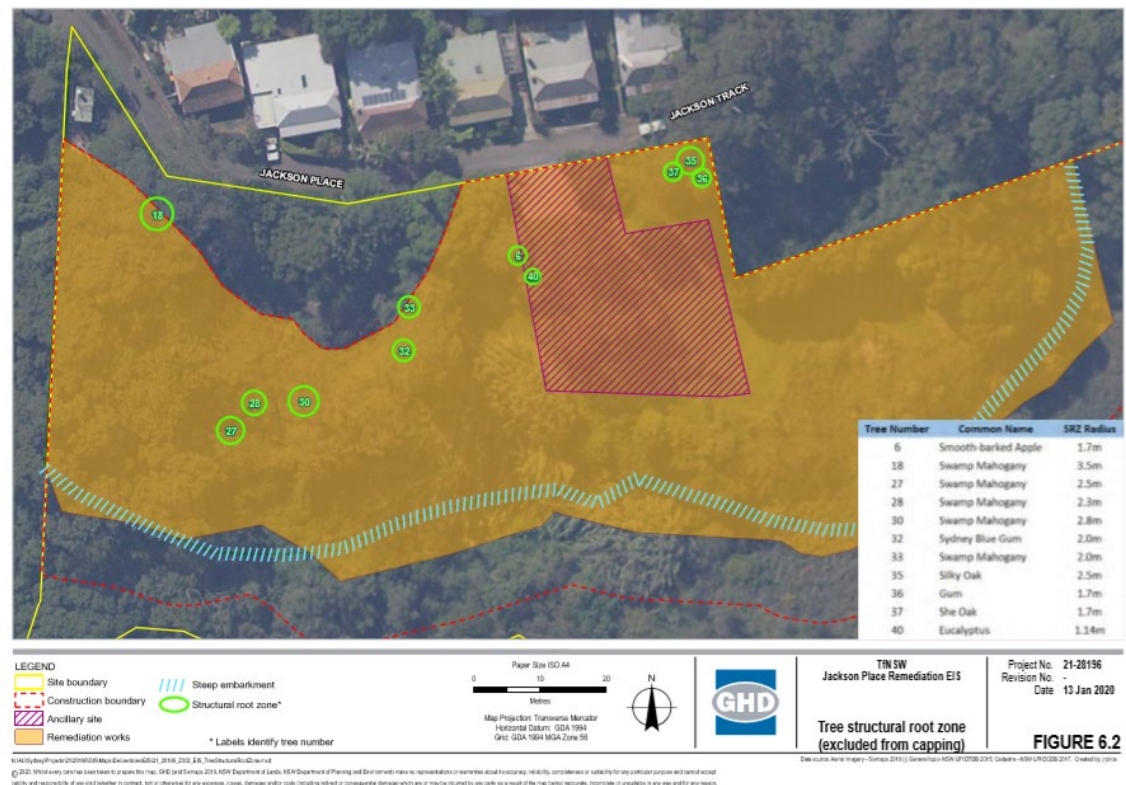 JACKSON TRACK
JACKSON PLACE
35
37
36
18
6
40
33
32
28
30
27
Tree Number Common Name SRZ Radius
6 Smooth-barked Apple 1.7m
18 Swamp Mahogany 3.5m
27 Swamp Mahogany 2.5m
28 Swamp Mahogany 2.3m
30 Swamp Mahogany 2.8m
32 Sydney Blue Gum 2.0m
33 Swamp Mahogany 2.0m
35 Silky Oak 2.5m
36 Gum 1.7m
37 She Oak 1.7m
40 Eucalyptus 1.14m
LEGEND
Site boundary
Construction boundary
Ancillary site
Remediation works
Steep embankment
Structural root zone*
* Labels identify tree number
Paper Size ISO A4
0 10 20
Metres
Map Projection: Transverse Mercator
Horizontal Datum: GDA 1994
Grid: GDA 1994 MGA Zone 56
N
GHD
TfNSW
Jackson Place Remediation EIS
Tree structural root zone
(excluded from capping)
Project No. 21-28196
Revision No. -
Date 13 Jan 2020
FIGURE 6.2